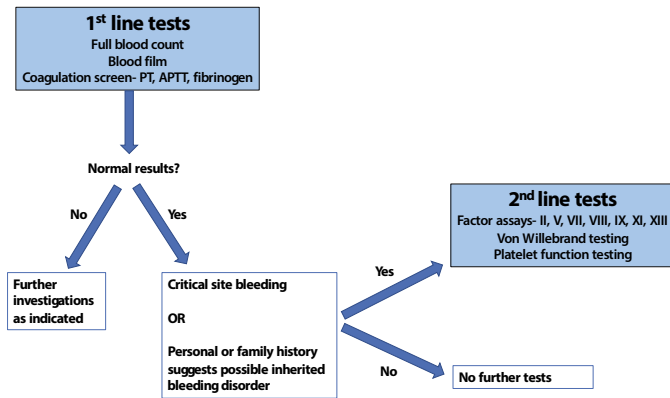 1st line tests
Full blood count
Blood film
Coagulation screen- PT, APTT, fibrinogen
Normal results?
No
Yes
Further
investigations
as indicated
Critical site bleeding
OR
Personal or family history
suggests possible inherited
bleeding disorder
Yes
No
2nd line tests
Factor assays- II, V, VII, VIII, IX, XI, XIII
Von Willebrand testing
Platelet function testing
No further tests